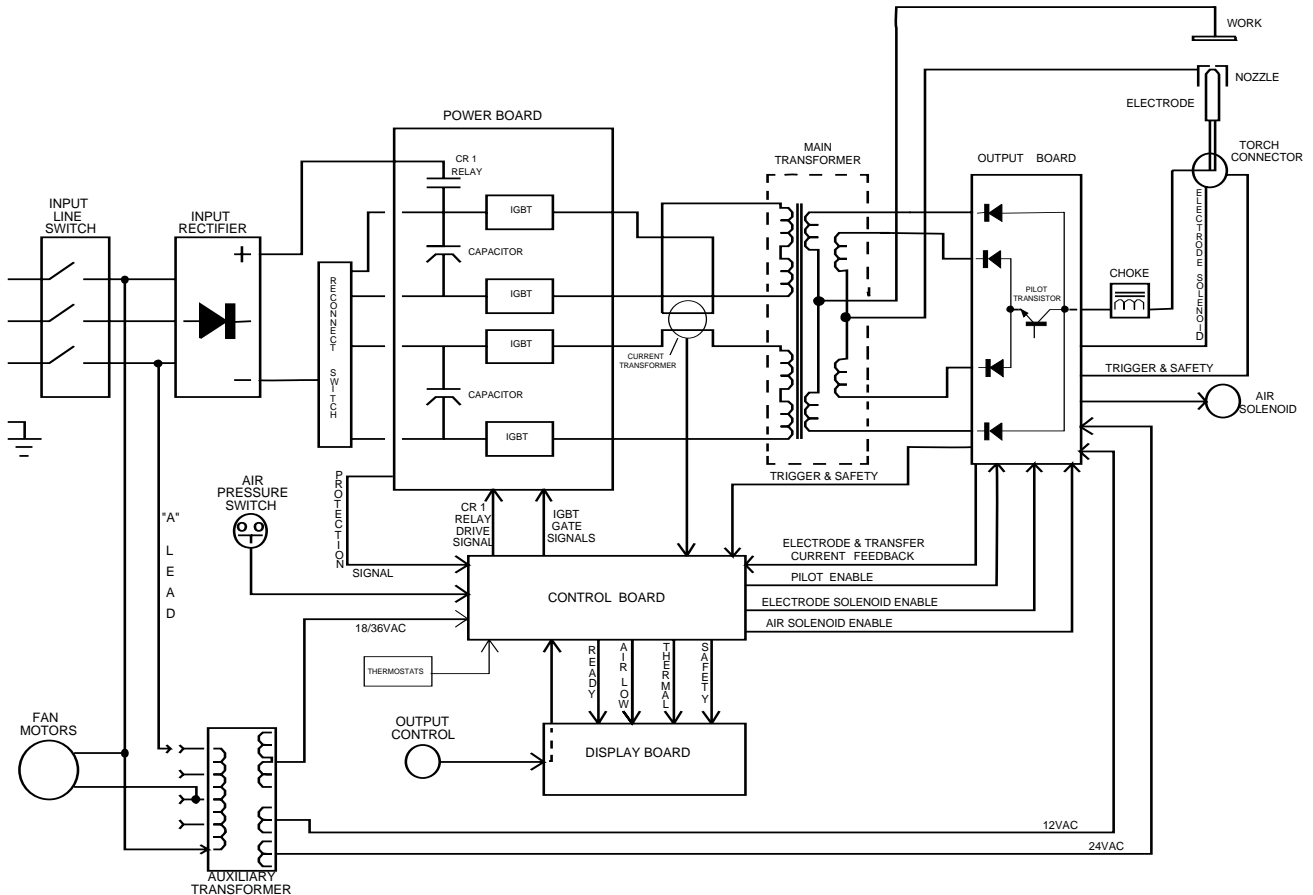 WORK
NOZZLE
ELECTRODE
TORCH
CONNECTOR
POWER BOARD
MAIN
TRANSFORMER
OUTPUT BOARD
CR 1
RELAY
INPUT
LINE
SWITCH
INPUT
RECTIFIER
+
−
IGBT
CAPACITOR
IGBT
IGBT
CAPACITOR
IGBT
RECONNECT SWITCH
CURRENT
TRANSFORMER
PILOT
TRANSISTOR
CHOKE
ELECTRODE SOLENOID
TRIGGER & SAFETY
AIR
SOLENOID
TRIGGER & SAFETY
AIR
PRESSURE
SWITCH
PROTECTION
SIGNAL
"A" LEAD
CR 1
RELAY
DRIVE
SIGNAL
IGBT
GATE
SIGNALS
ELECTRODE & TRANSFER
CURRENT FEEDBACK
PILOT ENABLE
ELECTRODE SOLENOID ENABLE
AIR SOLENOID ENABLE
CONTROL BOARD
18/36VAC
THERMOSTATS
READY
AIR LOW
THERMAL
SAFETY
FAN
MOTORS
OUTPUT
CONTROL
DISPLAY BOARD
12VAC
24VAC
AUXILIARY
TRANSFORMER